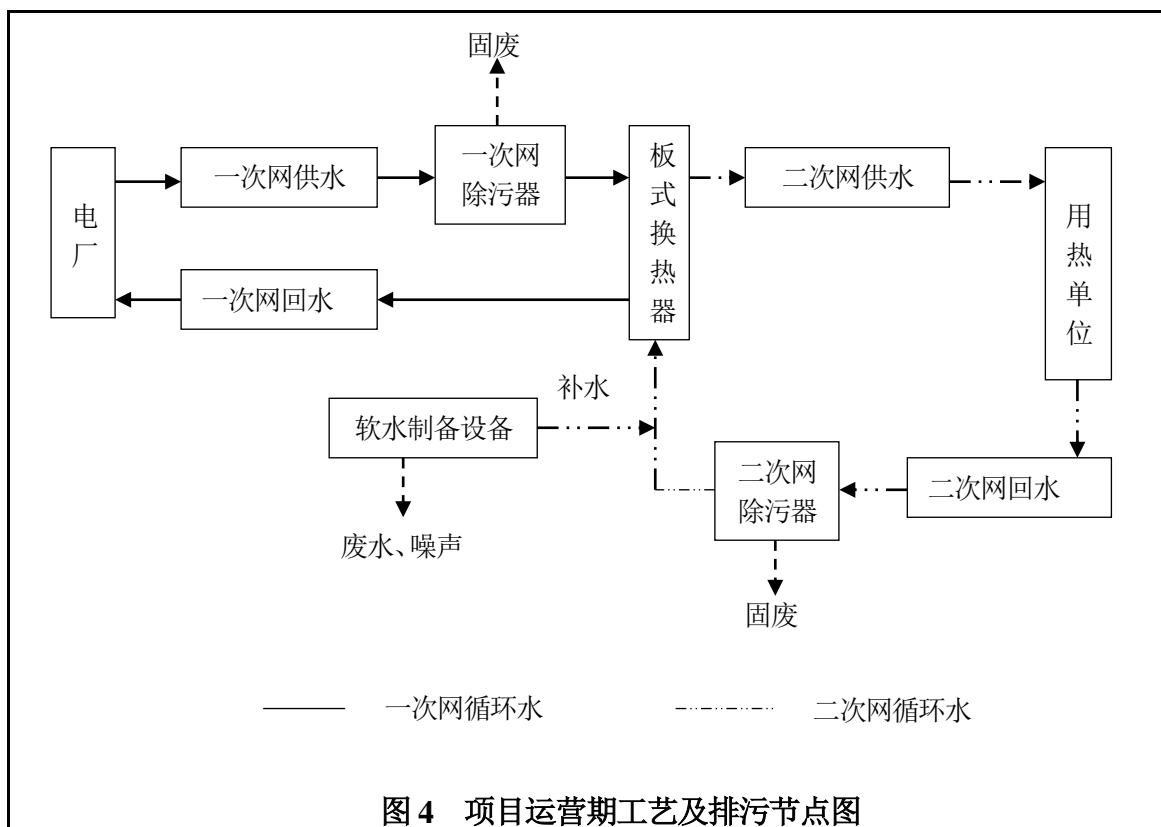 固废
电厂
一次网供水
一次网
除污器
板式换热器
二次网供水
用热单位
一次网回水
补水
软水制备设备
二次网
除污器
二次网回水
废水、噪声
固废
一次网循环水
二次网循环水
图 4 项目运营期工艺及排污节点图